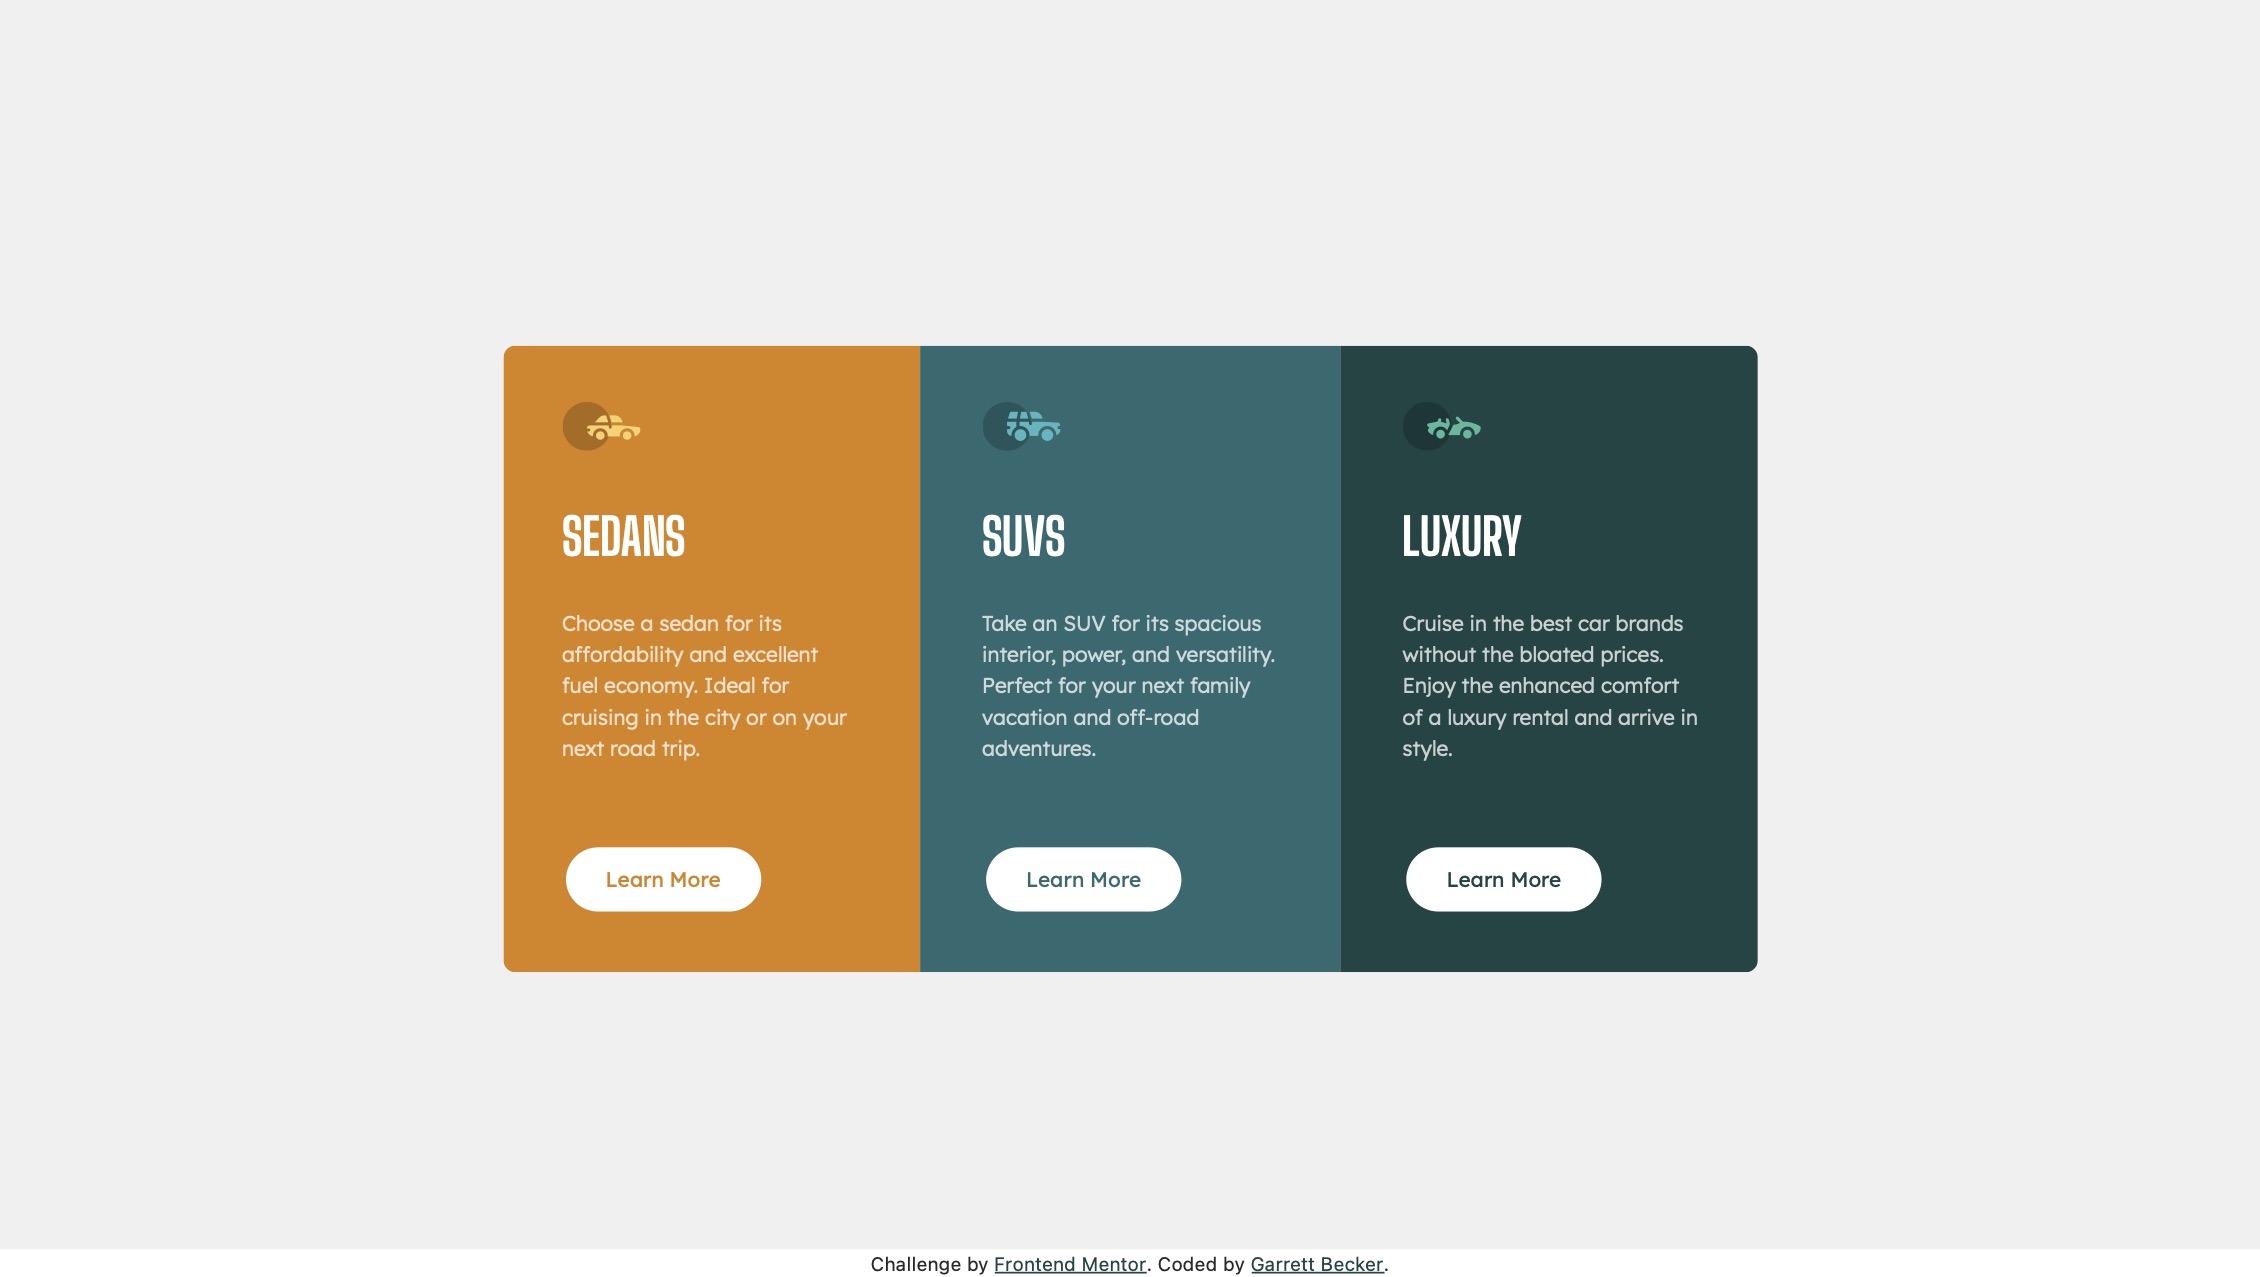 SEDANS
Choose a sedan for its
affordability and excellent
fuel economy. Ideal for
cruising in the city or on your
next road trip.
Learn More
SUVS
Take an SUV for its spacious
interior, power, and versatility.
Perfect for your next family
vacation and off-road
adventures.
Learn More
LUXURY
Cruise in the best car brands
without the bloated prices.
Enjoy the enhanced comfort
of a luxury rental and arrive in
style.
Learn More
Challenge by Frontend Mentor. Coded by Garrett Becker.